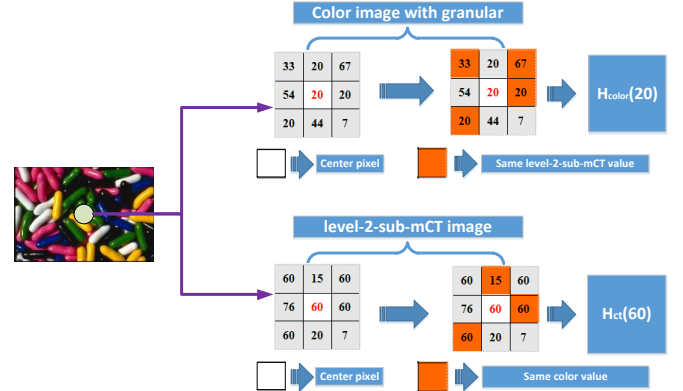 Color image with granular
33 20 67
54 20 20
20 44 7
33 20 67
54 20 20
20 44 7
Hcolor(20)
Center pixel
Same level-2-sub-mCT value
level-2-sub-mCT image
60 15 60
76 60 60
60 20 7
60 15 60
76 60 60
60 20 7
Hct(60)
Center pixel
Same color value